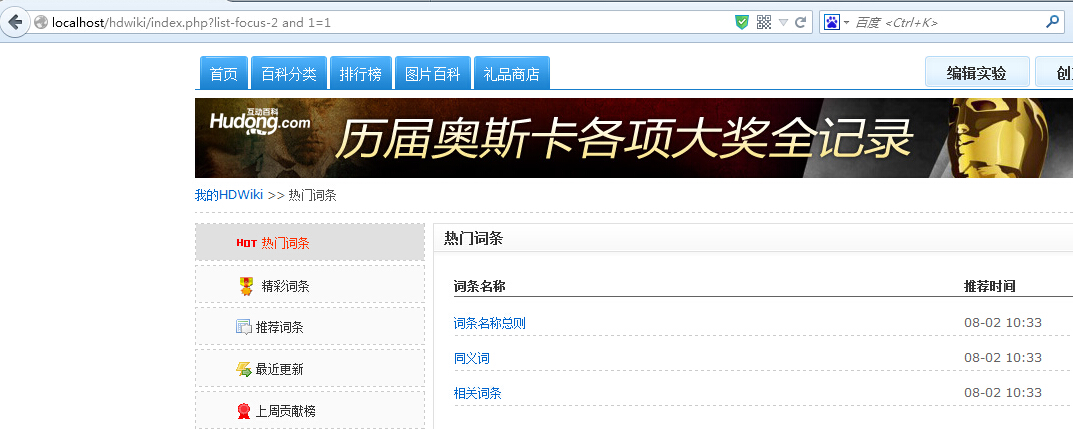 localhost/hdwiki/index.php?list-focus-2 and 1=1
百度 <Ctrl+K>
首页 百科分类 排行榜 图片百科 礼品商店 编辑实验
互动百科
Hudong.com
历届奥斯卡各项大奖全记录
我的HDWiki >> 热门词条
HOT 热门词条
精彩词条
推荐词条
最近更新
上周贡献榜
热门词条
词条名称 推荐时间
词条名称总则 08-02 10:33
同义词 08-02 10:33
相关词条 08-02 10:33